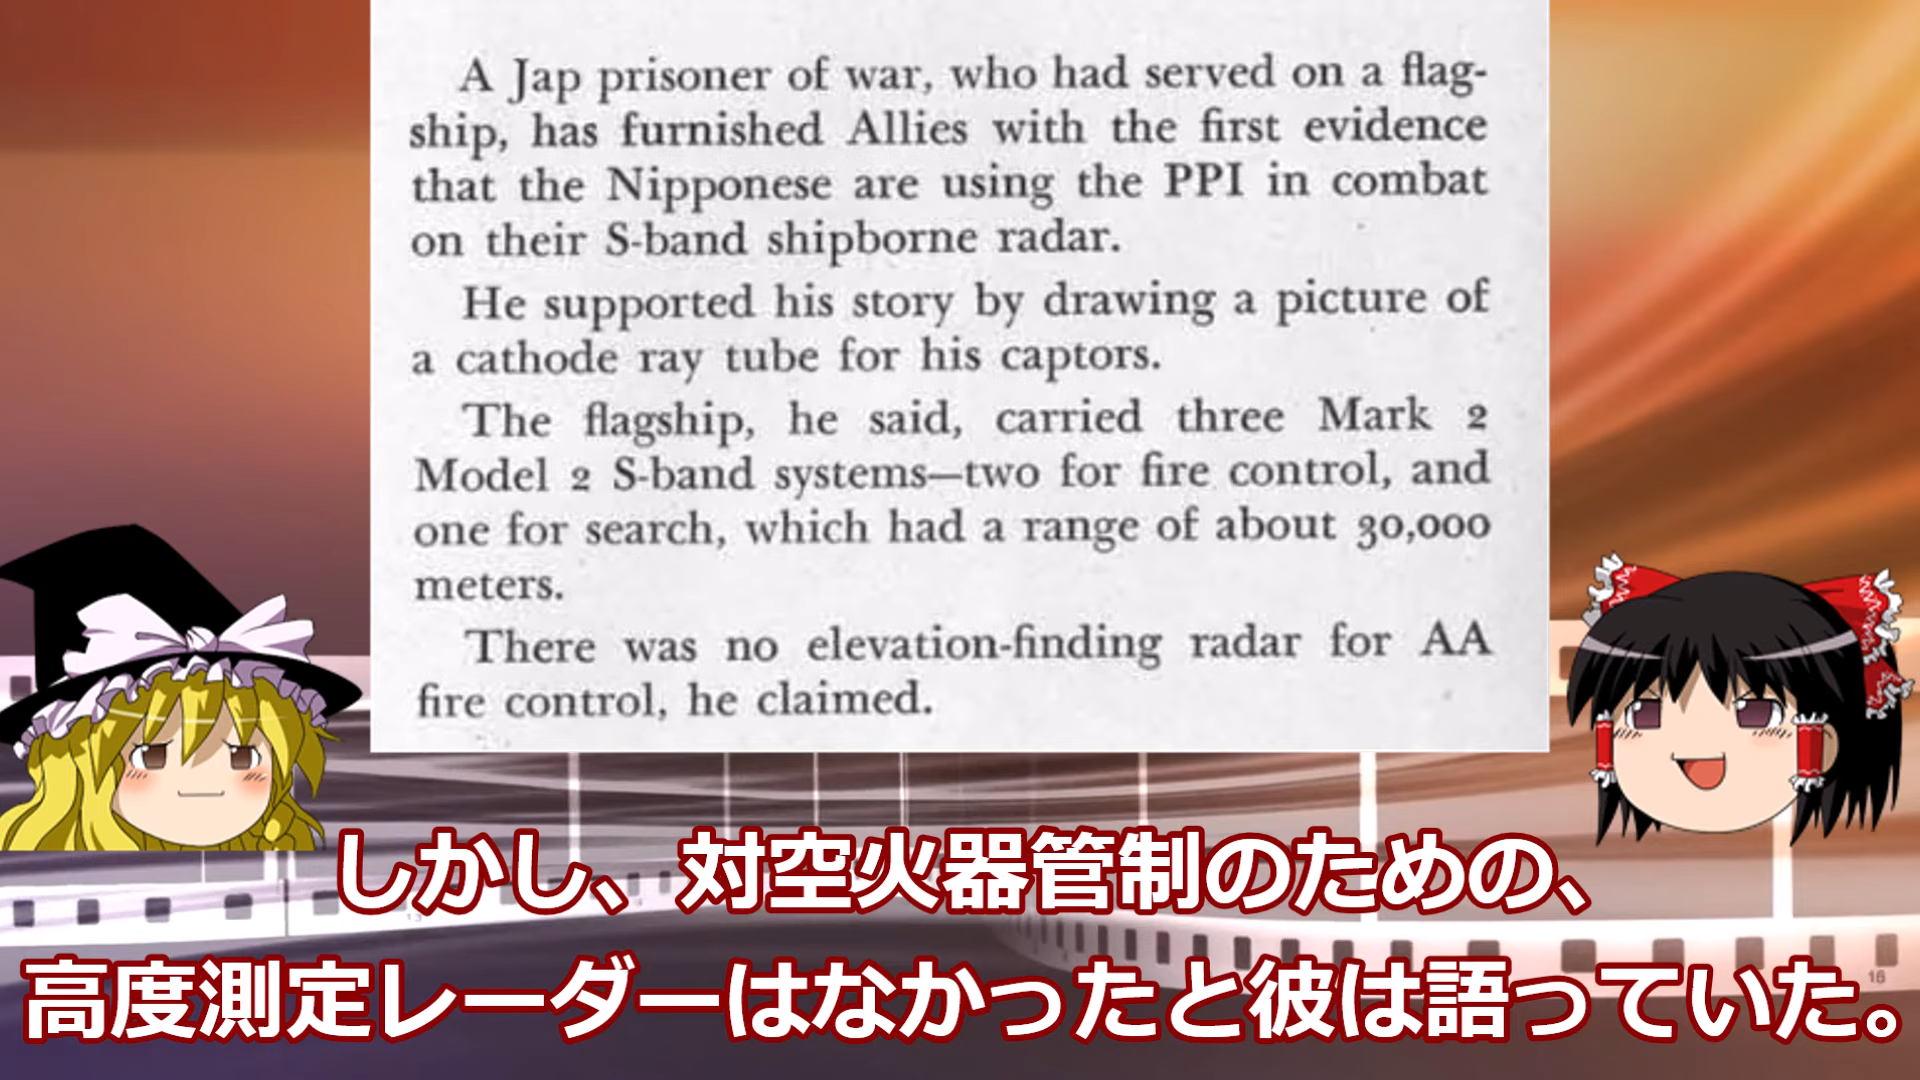 A Jap prisoner of war, who had served on a flag-
ship, has furnished Allies with the first evidence
that the Nipponese are using the PPI in combat
on their S-band shipborne radar.
He supported his story by drawing a picture of
a cathode ray tube for his captors.
The flagship, he said, carried three Mark 2
Model 2 S-band systems—two for fire control, and
one for search, which had a range of about 30,000
meters.
There was no elevation-finding radar for AA
fire control, he claimed.
しかし、対空火器管制のための、
高度測定レーダーはなかったと彼は語っていた。
16